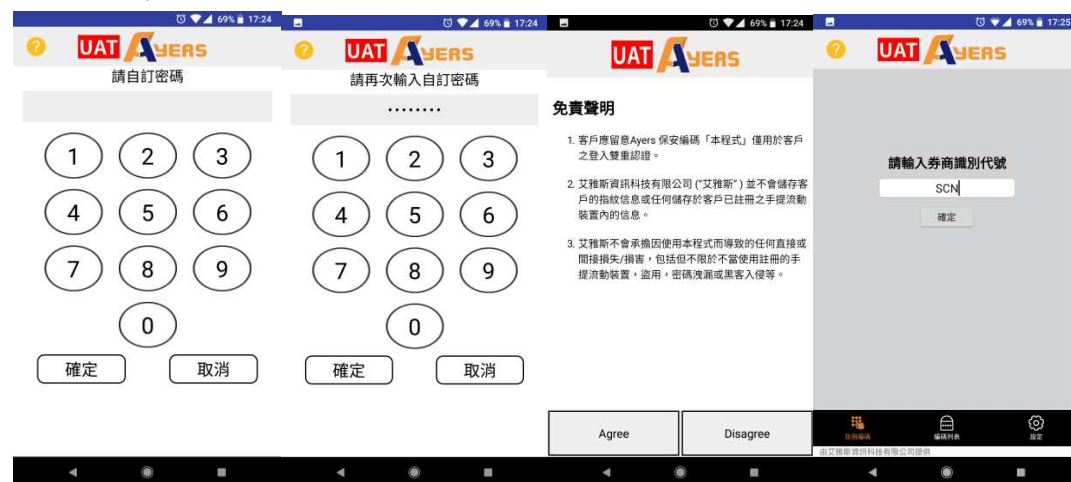 69% 17:24
UAT AYERS
請自訂密碼
1 2 3
4 5 6
7 8 9
0
確定 取消
69% 17:24
UAT AYERS
請再次輸入自訂密碼
........
1 2 3
4 5 6
7 8 9
0
確定 取消
69% 17:24
UAT AYERS
免責聲明
1. 客戶應留意Ayers 保安編碼「本程式」僅用於客戶
之登入雙重認證。
2. 艾雅斯資訊科技有限公司 ("艾雅斯" ) 並不會儲存客
戶的指紋信息或任何儲存於客戶已註冊之手提流動
裝置內的信息。
3. 艾雅斯不會承擔因使用本程式而導致的任何直接或
間接損失/損害，包括但不限於不當使用註冊的手
提流動裝置，盜用，密碼洩漏或黑客入侵等。
Agree Disagree
69% 17:25
UAT AYERS
請輸入券商識別代號
SCN
確定
註冊編碼 編碼列表 設定
由艾雅斯資訊科技有限公司提供